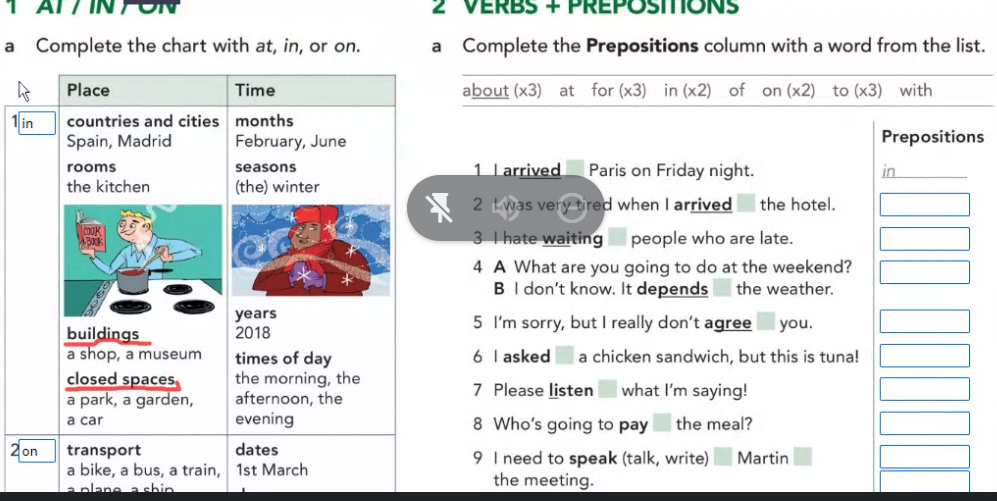 1 AT / IN / ON
a Complete the chart with at, in, or on.
Place Time
1 in
countries and cities
Spain, Madrid
rooms
the kitchen
COOK BOOK
buildings
a shop, a museum
closed spaces
a park, a garden,
a car
months
February, June
seasons
(the) winter
years
2018
times of day
the morning, the
afternoon, the
evening
2 on
transport
a bike, a bus, a train,
a plane, a ship
dates
1st March
2 VERBS + PREPOSITIONS
a Complete the Prepositions column with a word from the list.
about (x3) at for (x3) in (x2) of on (x2) to (x3) with
Prepositions
1 I arrived Paris on Friday night. in
2 I was very tired when I arrived the hotel.
3 I hate waiting people who are late.
4 A What are you going to do at the weekend?
B I don't know. It depends the weather.
5 I'm sorry, but I really don't agree you.
6 I asked a chicken sandwich, but this is tuna!
7 Please listen what I'm saying!
8 Who's going to pay the meal?
9 I need to speak (talk, write) Martin
the meeting.